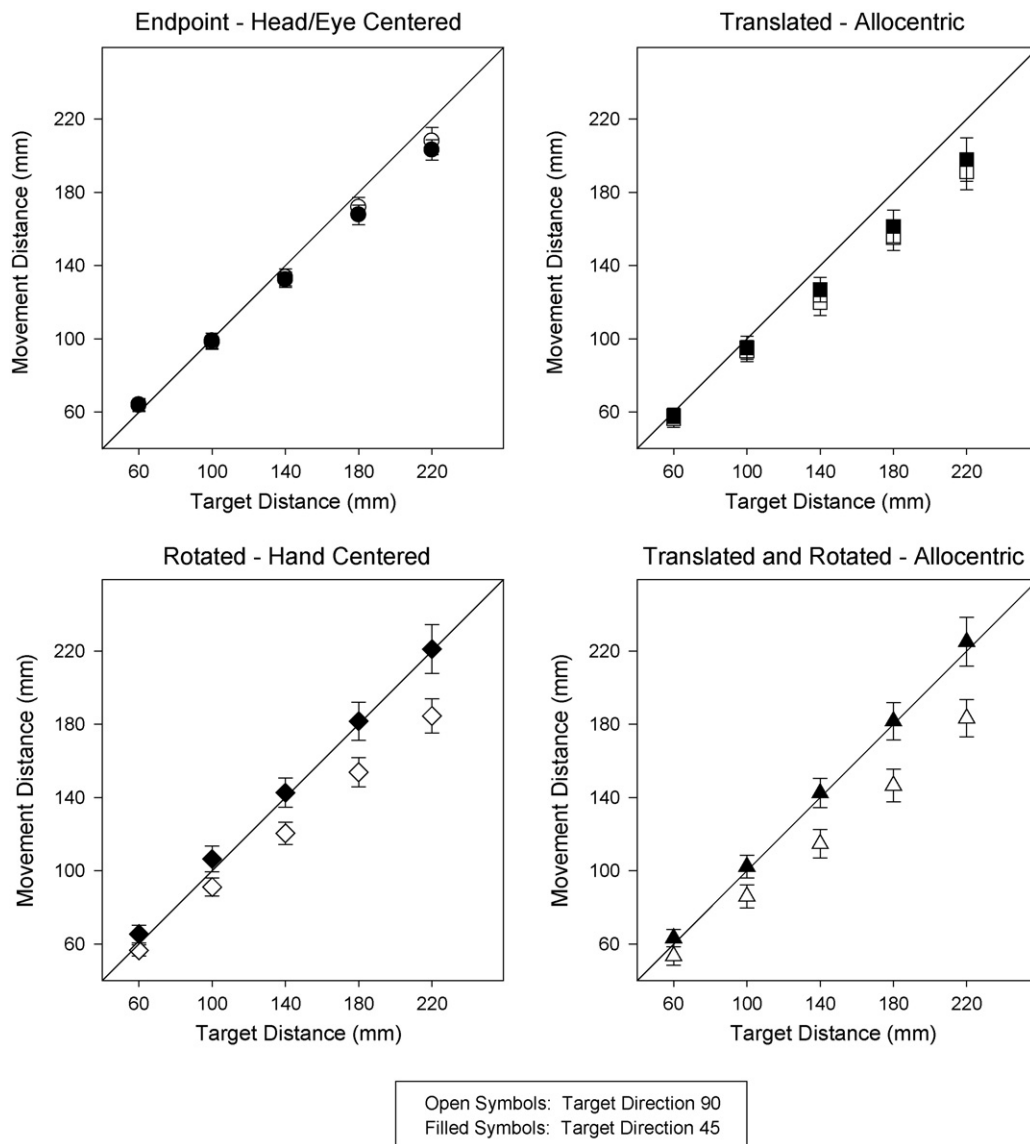 Endpoint - Head/Eye Centered
Movement Distance (mm)
220
180
140
100
60
60 100 140 180 220
Target Distance (mm)
Translated - Allocentric
Movement Distance (mm)
220
180
140
100
60
60 100 140 180 220
Target Distance (mm)
Rotated - Hand Centered
Movement Distance (mm)
220
180
140
100
60
60 100 140 180 220
Target Distance (mm)
Translated and Rotated - Allocentric
Movement Distance (mm)
220
180
140
100
60
60 100 140 180 220
Target Distance (mm)
Open Symbols: Target Direction 90
Filled Symbols: Target Direction 45